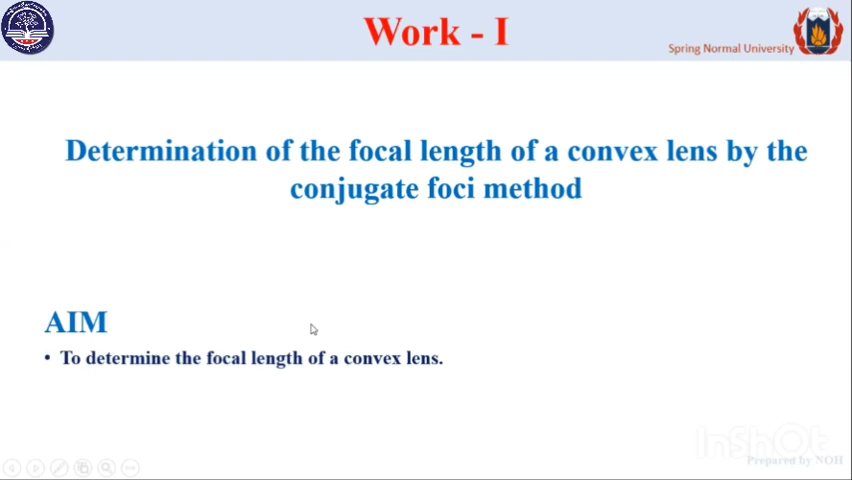 Work - I
Spring Normal University
Determination of the focal length of a convex lens by the
conjugate foci method
AIM
• To determine the focal length of a convex lens.
InShOt
Prepared by NOH